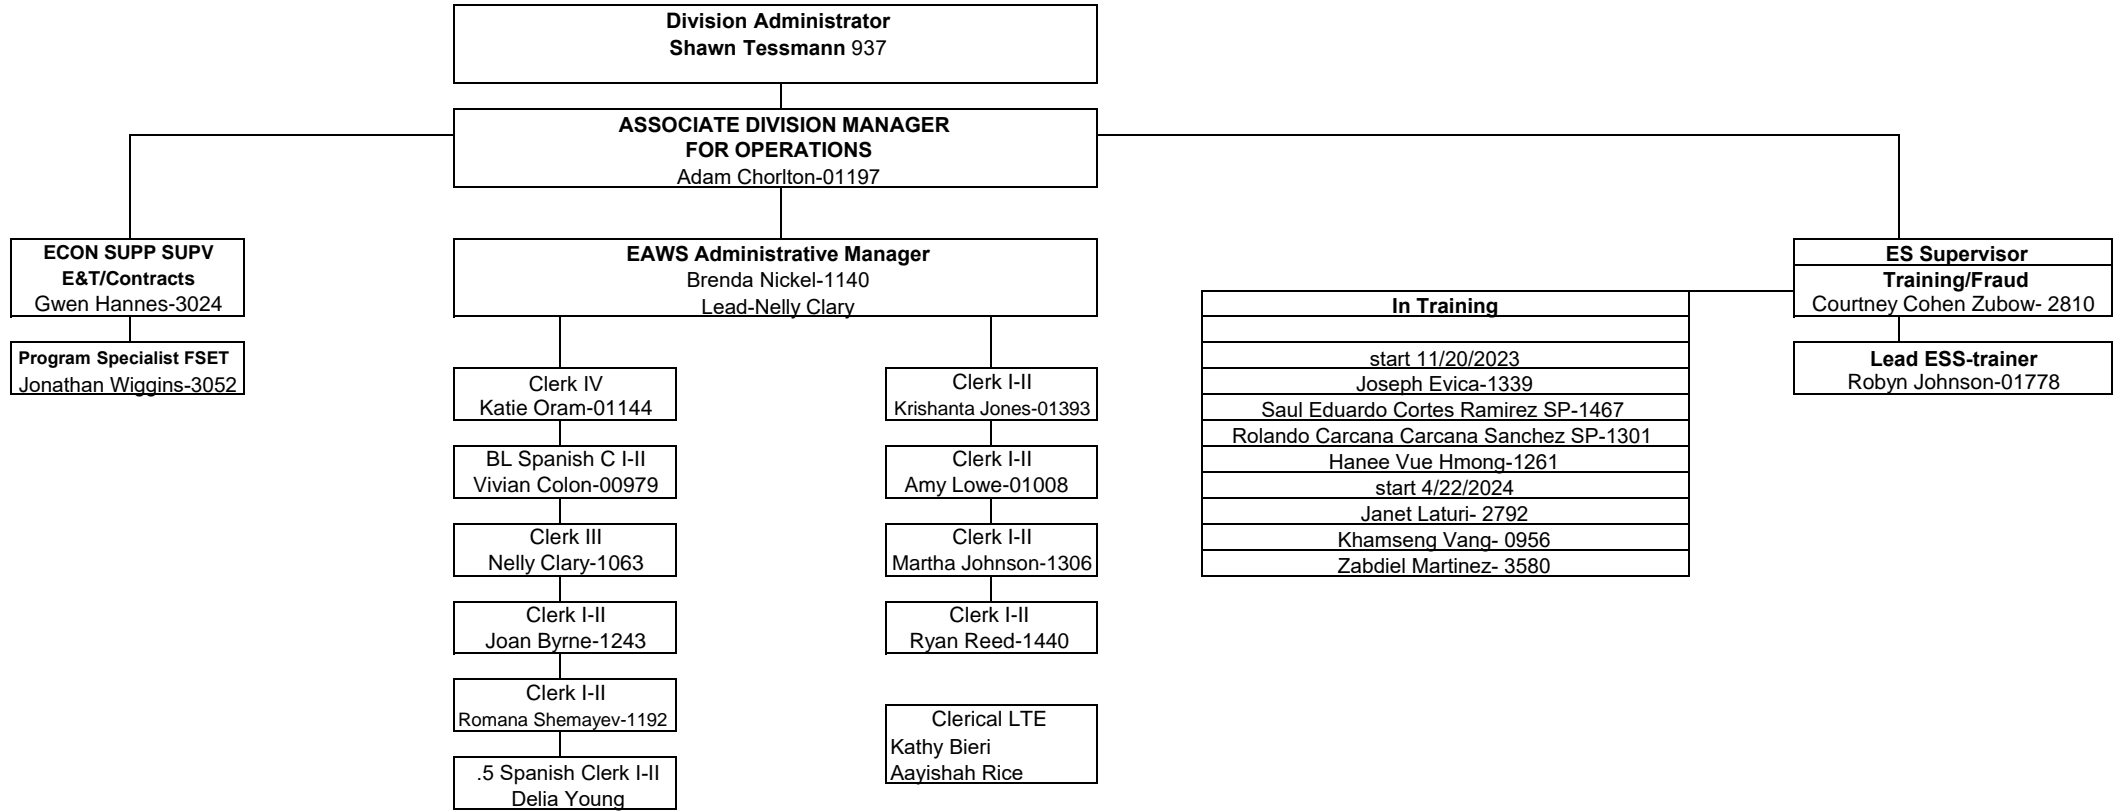 Division Administrator
Shawn Tessmann 937
ASSOCIATE DIVISION MANAGER
FOR OPERATIONS
Adam Chorlton-01197
ECON SUPP SUPV
E&T/Contracts
Gwen Hannes-3024
Program Specialist FSET
Jonathan Wiggins-3052
EAWS Administrative Manager
Brenda Nickel-1140
Lead-Nelly Clary
Clerk IV
Katie Oram-01144
BL Spanish C I-II
Vivian Colon-00979
Clerk III
Nelly Clary-1063
Clerk I-II
Joan Byrne-1243
Clerk I-II
Romana Shemayev-1192
.5 Spanish Clerk I-II
Delia Young
Clerk I-II
Krishanta Jones-01393
Clerk I-II
Amy Lowe-01008
Clerk I-II
Martha Johnson-1306
Clerk I-II
Ryan Reed-1440
Clerical LTE
Kathy Bieri
Aayishah Rice
In Training
start 11/20/2023
Joseph Evica-1339
Saul Eduardo Cortes Ramirez SP-1467
Rolando Carcana Carcana Sanchez SP-1301
Hanee Vue Hmong-1261
start 4/22/2024
Janet Laturi- 2792
Khamseng Vang- 0956
Zabdiel Martinez- 3580
ES Supervisor
Training/Fraud
Courtney Cohen Zubow- 2810
Lead ESS-trainer
Robyn Johnson-01778